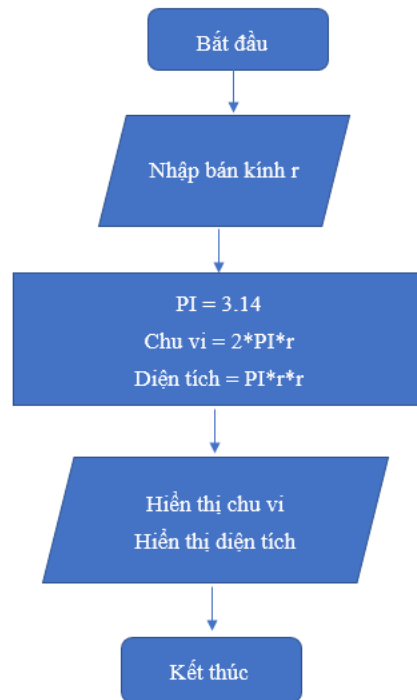 Bắt đầu
Nhập bán kính r
PI = 3.14
Chu vi = 2*PI*r
Diện tích = PI*r*r
Hiển thị chu vi
Hiển thị diện tích
Kết thúc